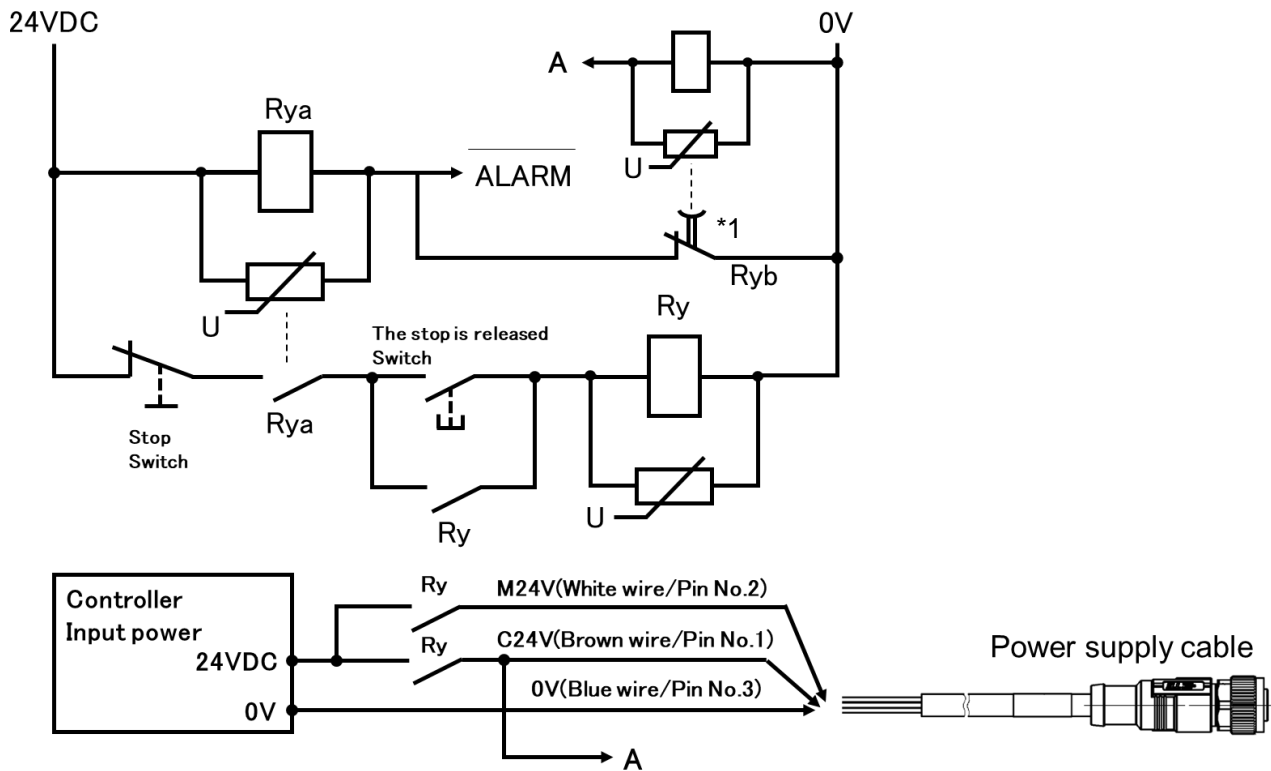 24VDC
0V
A
Rya
U
ALARM
*1
Ryb
U
Ry
The stop is released
Switch
Rya
Stop
Switch
U
Ry
Controller
Input power
24VDC
0V
Ry
M24V(White wire/Pin No.2)
Ry
C24V(Brown wire/Pin No.1)
0V(Blue wire/Pin No.3)
A
Power supply cable